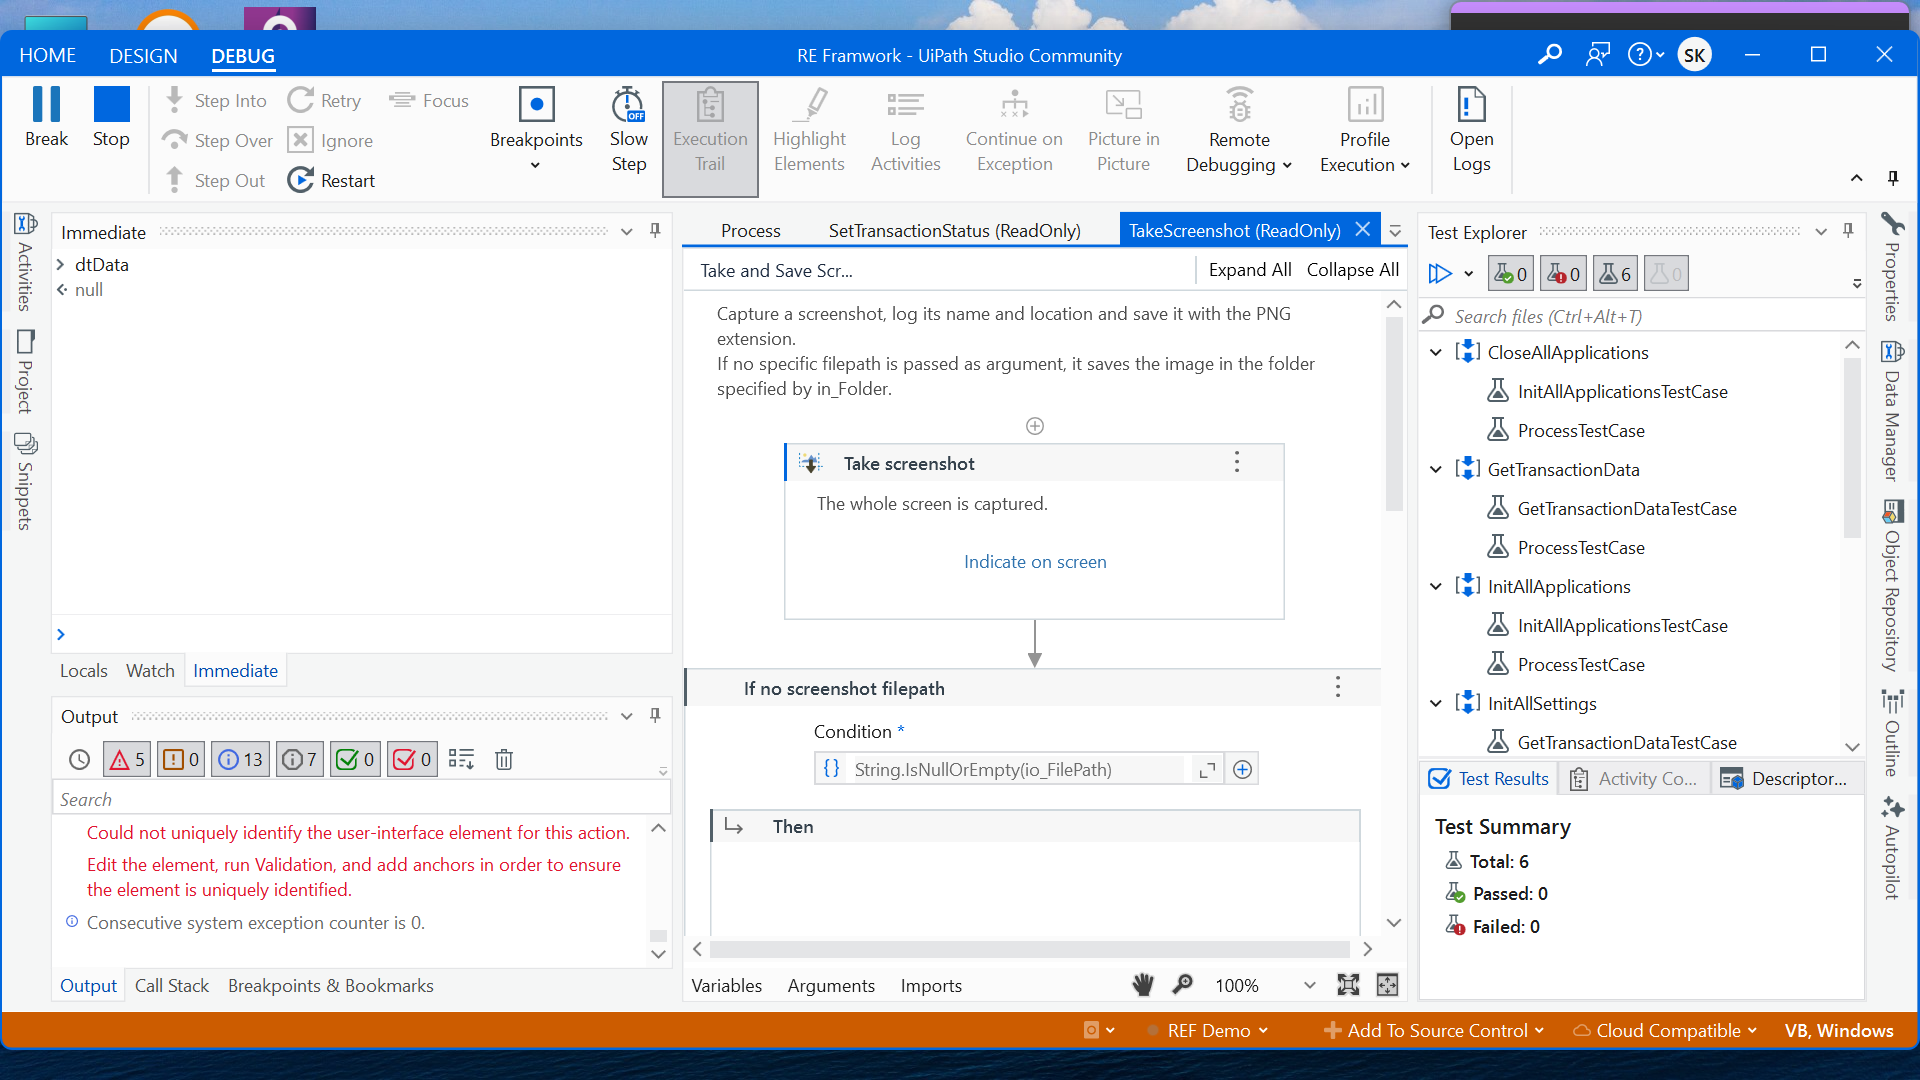 HOME DESIGN DEBUG
RE Framwork - UiPath Studio Community
SK
Break
Stop
Step Into
Step Over
Step Out
Retry
Ignore
Restart
Focus
Breakpoints
Slow
Step
OFF
Execution
Trail
Highlight
Elements
Log
Activities
Continue on
Exception
Picture in
Picture
Remote
Debugging
Profile
Execution
Open
Logs
Activities
Project
Snippets
Immediate
dtData
null
Locals Watch Immediate
Output
5 0 13 7 0 0
Search
Could not uniquely identify the user-interface element for this action.
Edit the element, run Validation, and add anchors in order to ensure
the element is uniquely identified.
Consecutive system exception counter is 0.
Output Call Stack Breakpoints & Bookmarks
Process SetTransactionStatus (ReadOnly) TakeScreenshot (ReadOnly)
Take and Save Scr... Expand All Collapse All
Capture a screenshot, log its name and location and save it with the PNG
extension.
If no specific filepath is passed as argument, it saves the image in the folder
specified by in_Folder.
Take screenshot
The whole screen is captured.
Indicate on screen
If no screenshot filepath
Condition *
{} String.IsNullOrEmpty(io_FilePath)
Then
Variables Arguments Imports 100%
Test Explorer
0 0 6 0
Search files (Ctrl+Alt+T)
CloseAllApplications
InitAllApplicationsTestCase
ProcessTestCase
GetTransactionData
GetTransactionDataTestCase
ProcessTestCase
InitAllApplications
InitAllApplicationsTestCase
ProcessTestCase
InitAllSettings
GetTransactionDataTestCase
Test Results Activity Co... Descriptor...
Test Summary
Total: 6
Passed: 0
Failed: 0
Properties
Data Manager
Object Repository
Outline
Autopilot
REF Demo Add To Source Control Cloud Compatible VB, Windows